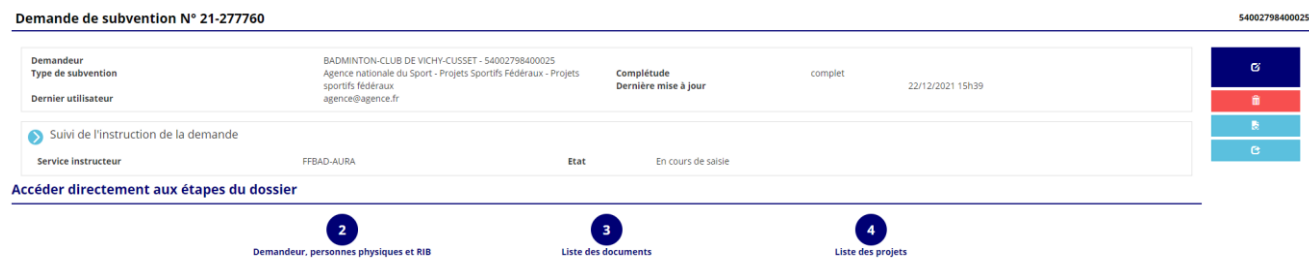 Demande de subvention N° 21-277760
54002798400025
Demandeur BADMINTON-CLUB DE VICHY-CUSSET - 54002798400025
Type de subvention Agence nationale du Sport - Projets Sportifs Fédéraux - Projets sportifs fédéraux
Complétude complet
Dernière mise à jour 22/12/2021 15h39
Dernier utilisateur agence@agence.fr
Suivi de l'instruction de la demande
Service instructeur FFBAD-AURA Etat En cours de saisie
Accéder directement aux étapes du dossier
2 3 4
Demandeur, personnes physiques et RIB Liste des documents Liste des projets